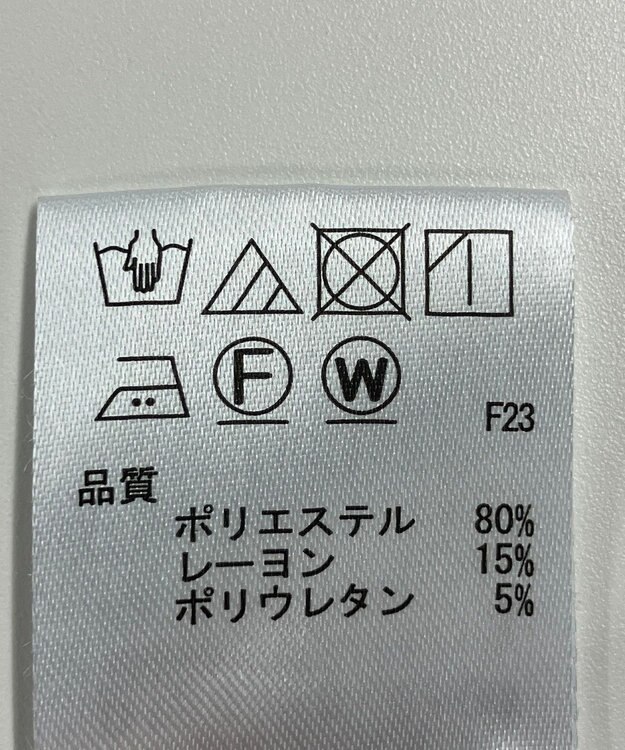 F W
F23
品質
ポリエステル 80%
レーヨン 15%
ポリウレタン 5%